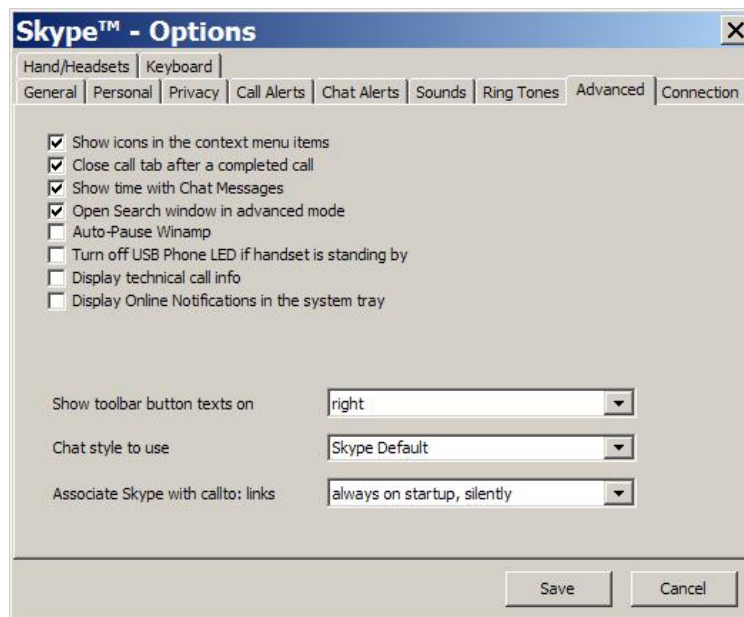 Skype™ - Options
Hand/Headsets Keyboard
General Personal Privacy Call Alerts Chat Alerts Sounds Ring Tones Advanced Connection
Show icons in the context menu items
Close call tab after a completed call
Show time with Chat Messages
Open Search window in advanced mode
Auto-Pause Winamp
Turn off USB Phone LED if handset is standing by
Display technical call info
Display Online Notifications in the system tray
Show toolbar button texts on right
Chat style to use Skype Default
Associate Skype with callto: links always on startup, silently
Save Cancel